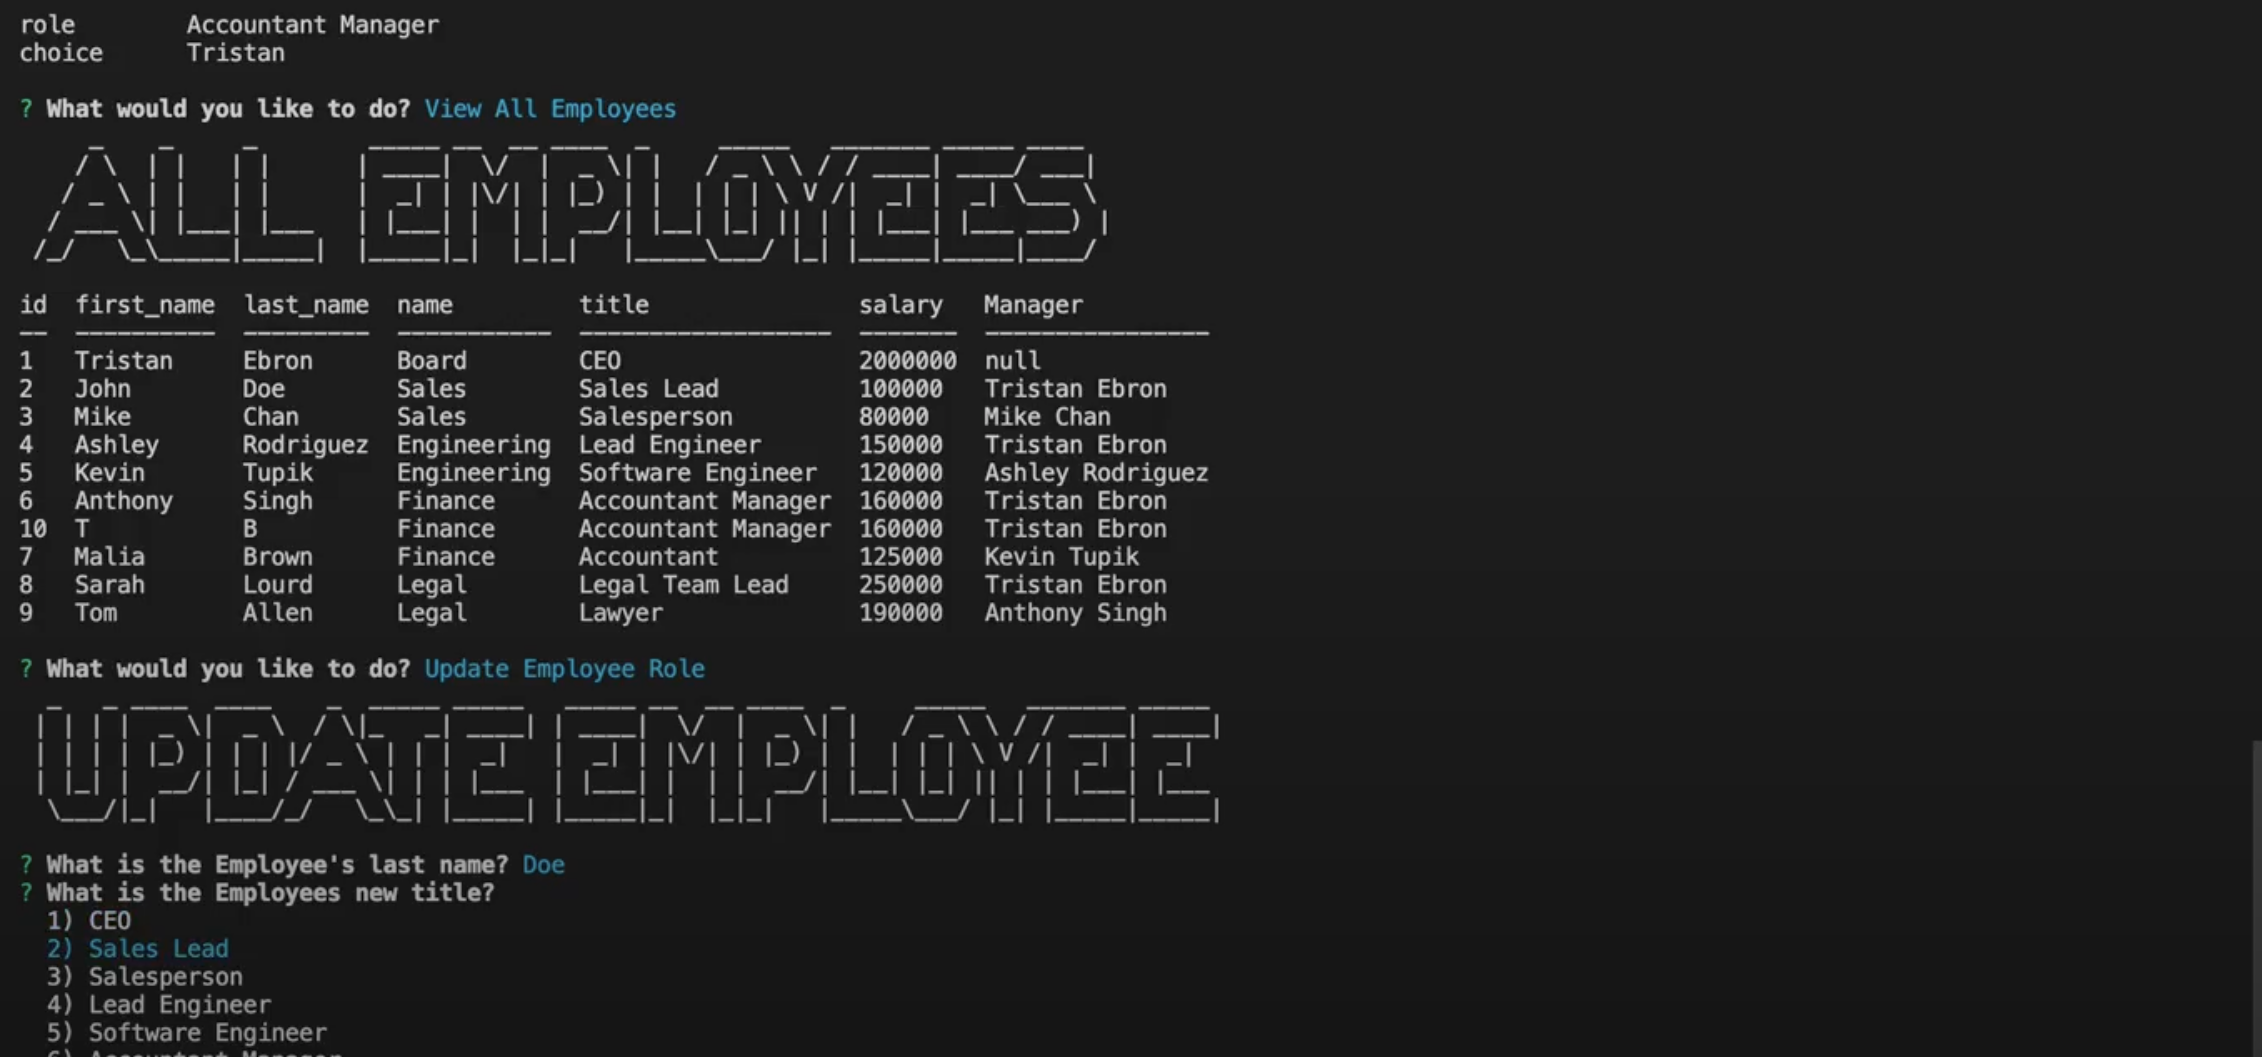 role        Accountant Manager
choice      Tristan
? What would you like to do? View All Employees
ALL EMPLOYEES
id  first_name  last_name  name         title               salary   Manager
1   Tristan     Ebron      Board        CEO                 2000000  null
2   John        Doe        Sales        Sales Lead          100000   Tristan Ebron
3   Mike        Chan       Sales        Salesperson         80000    Mike Chan
4   Ashley      Rodriguez  Engineering  Lead Engineer       150000   Tristan Ebron
5   Kevin       Tupik      Engineering  Software Engineer   120000   Ashley Rodriguez
6   Anthony     Singh      Finance      Accountant Manager  160000   Tristan Ebron
10  T           B          Finance      Accountant Manager  160000   Tristan Ebron
7   Malia       Brown      Finance      Accountant          125000   Kevin Tupik
8   Sarah       Lourd      Legal        Legal Team Lead     250000   Tristan Ebron
9   Tom         Allen      Legal        Lawyer              190000   Anthony Singh
? What would you like to do? Update Employee Role
UPDATE EMPLOYEE
? What is the Employee's last name? Doe
? What is the Employees new title?
1) CEO
2) Sales Lead
3) Salesperson
4) Lead Engineer
5) Software Engineer
6) Accountant Manager